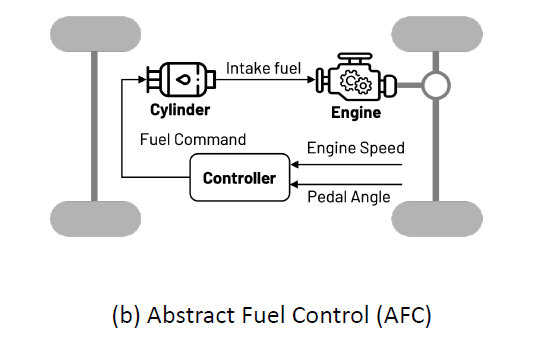 Intake fuel
Cylinder
Engine
Fuel Command
Engine Speed
Controller
Pedal Angle
(b) Abstract Fuel Control (AFC)